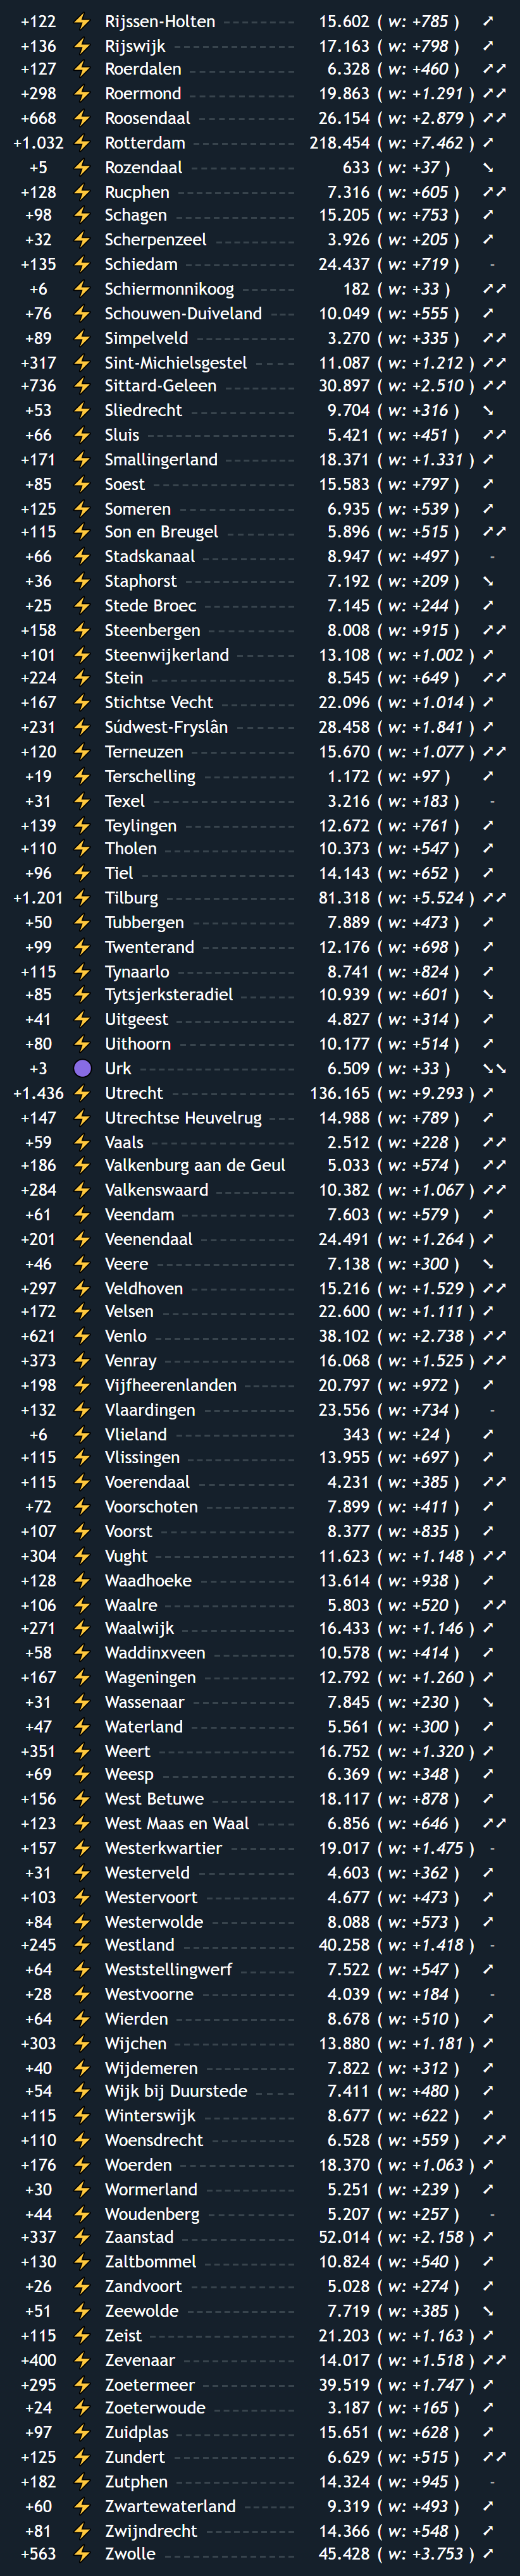 +122 ⚡ Rijssen-Holten 15.602 ( w: +785 ) ➚
+136 ⚡ Rijswijk 17.163 ( w: +798 ) ➚
+127 ⚡ Roerdalen 6.328 ( w: +460 ) ➚➚
+298 ⚡ Roermond 19.863 ( w: +1.291 ) ➚➚
+668 ⚡ Roosendaal 26.154 ( w: +2.879 ) ➚➚
+1.032 ⚡ Rotterdam 218.454 ( w: +7.462 ) ➚
+5 ⚡ Rozendaal 633 ( w: +37 ) ➘
+128 ⚡ Rucphen 7.316 ( w: +605 ) ➚➚
+98 ⚡ Schagen 15.205 ( w: +753 ) ➚
+32 ⚡ Scherpenzeel 3.926 ( w: +205 ) ➚
+135 ⚡ Schiedam 24.437 ( w: +719 ) -
+6 ⚡ Schiermonnikoog 182 ( w: +33 ) ➚➚
+76 ⚡ Schouwen-Duiveland 10.049 ( w: +555 ) ➚
+89 ⚡ Simpelveld 3.270 ( w: +335 ) ➚➚
+317 ⚡ Sint-Michielsgestel 11.087 ( w: +1.212 ) ➚➚
+736 ⚡ Sittard-Geleen 30.897 ( w: +2.510 ) ➚➚
+53 ⚡ Sliedrecht 9.704 ( w: +316 ) ➘
+66 ⚡ Sluis 5.421 ( w: +451 ) ➚➚
+171 ⚡ Smallingerland 18.371 ( w: +1.331 ) ➚
+85 ⚡ Soest 15.583 ( w: +797 ) ➚
+125 ⚡ Someren 6.935 ( w: +539 ) ➚
+115 ⚡ Son en Breugel 5.896 ( w: +515 ) ➚➚
+66 ⚡ Stadskanaal 8.947 ( w: +497 ) -
+36 ⚡ Staphorst 7.192 ( w: +209 ) ➘
+25 ⚡ Stede Broec 7.145 ( w: +244 ) ➚
+158 ⚡ Steenbergen 8.008 ( w: +915 ) ➚➚
+101 ⚡ Steenwijkerland 13.108 ( w: +1.002 ) ➚
+224 ⚡ Stein 8.545 ( w: +649 ) ➚➚
+167 ⚡ Stichtse Vecht 22.096 ( w: +1.014 ) ➚
+231 ⚡ Súdwest-Fryslân 28.458 ( w: +1.841 ) ➚
+120 ⚡ Terneuzen 15.670 ( w: +1.077 ) ➚➚
+19 ⚡ Terschelling 1.172 ( w: +97 ) ➚
+31 ⚡ Texel 3.216 ( w: +183 ) -
+139 ⚡ Teylingen 12.672 ( w: +761 ) ➚
+110 ⚡ Tholen 10.373 ( w: +547 ) ➚
+96 ⚡ Tiel 14.143 ( w: +652 ) ➚
+1.201 ⚡ Tilburg 81.318 ( w: +5.524 ) ➚➚
+50 ⚡ Tubbergen 7.889 ( w: +473 ) ➚
+99 ⚡ Twenterand 12.176 ( w: +698 ) ➚
+115 ⚡ Tynaarlo 8.741 ( w: +824 ) ➚
+85 ⚡ Tytsjerksteradiel 10.939 ( w: +601 ) ➘
+41 ⚡ Uitgeest 4.827 ( w: +314 ) ➚
+80 ⚡ Uithoorn 10.177 ( w: +514 ) ➚
+3 🟣 Urk 6.509 ( w: +33 ) ➘➘
+1.436 ⚡ Utrecht 136.165 ( w: +9.293 ) ➚
+147 ⚡ Utrechtse Heuvelrug 14.988 ( w: +789 ) ➚
+59 ⚡ Vaals 2.512 ( w: +228 ) ➚➚
+186 ⚡ Valkenburg aan de Geul 5.033 ( w: +574 ) ➚➚
+284 ⚡ Valkenswaard 10.382 ( w: +1.067 ) ➚➚
+61 ⚡ Veendam 7.603 ( w: +579 ) ➚
+201 ⚡ Veenendaal 24.491 ( w: +1.264 ) ➚
+46 ⚡ Veere 7.138 ( w: +300 ) ➘
+297 ⚡ Veldhoven 15.216 ( w: +1.529 ) ➚➚
+172 ⚡ Velsen 22.600 ( w: +1.111 ) ➚
+621 ⚡ Venlo 38.102 ( w: +2.738 ) ➚➚
+373 ⚡ Venray 16.068 ( w: +1.525 ) ➚➚
+198 ⚡ Vijfheerenlanden 20.797 ( w: +972 ) ➚
+132 ⚡ Vlaardingen 23.556 ( w: +734 ) -
+6 ⚡ Vlieland 343 ( w: +24 ) ➚
+115 ⚡ Vlissingen 13.955 ( w: +697 ) ➚
+115 ⚡ Voerendaal 4.231 ( w: +385 ) ➚➚
+72 ⚡ Voorschoten 7.899 ( w: +411 ) ➚
+107 ⚡ Voorst 8.377 ( w: +835 ) ➚
+304 ⚡ Vught 11.623 ( w: +1.148 ) ➚➚
+128 ⚡ Waadhoeke 13.614 ( w: +938 ) ➚
+106 ⚡ Waalre 5.803 ( w: +520 ) ➚➚
+271 ⚡ Waalwijk 16.433 ( w: +1.146 ) ➚
+58 ⚡ Waddinxveen 10.578 ( w: +414 ) ➚
+167 ⚡ Wageningen 12.792 ( w: +1.260 ) ➚
+31 ⚡ Wassenaar 7.845 ( w: +230 ) ➘
+47 ⚡ Waterland 5.561 ( w: +300 ) ➚
+351 ⚡ Weert 16.752 ( w: +1.320 ) ➚
+69 ⚡ Weesp 6.369 ( w: +348 ) ➚
+156 ⚡ West Betuwe 18.117 ( w: +878 ) ➚
+123 ⚡ West Maas en Waal 6.856 ( w: +646 ) ➚➚
+157 ⚡ Westerkwartier 19.017 ( w: +1.475 ) -
+31 ⚡ Westerveld 4.603 ( w: +362 ) ➚
+103 ⚡ Westervoort 4.677 ( w: +473 ) ➚
+84 ⚡ Westerwolde 8.088 ( w: +573 ) ➚
+245 ⚡ Westland 40.258 ( w: +1.418 ) -
+64 ⚡ Weststellingwerf 7.522 ( w: +547 ) ➚
+28 ⚡ Westvoorne 4.039 ( w: +184 ) -
+64 ⚡ Wierden 8.678 ( w: +510 ) ➚
+303 ⚡ Wijchen 13.880 ( w: +1.181 ) ➚
+40 ⚡ Wijdemeren 7.822 ( w: +312 ) ➚
+54 ⚡ Wijk bij Duurstede 7.411 ( w: +480 ) ➚
+115 ⚡ Winterswijk 8.677 ( w: +622 ) ➚
+110 ⚡ Woensdrecht 6.528 ( w: +559 ) ➚➚
+176 ⚡ Woerden 18.370 ( w: +1.063 ) ➚
+30 ⚡ Wormerland 5.251 ( w: +239 ) ➚
+44 ⚡ Woudenberg 5.207 ( w: +257 ) -
+337 ⚡ Zaanstad 52.014 ( w: +2.158 ) ➚
+130 ⚡ Zaltbommel 10.824 ( w: +540 ) ➚
+26 ⚡ Zandvoort 5.028 ( w: +274 ) ➚
+51 ⚡ Zeewolde 7.719 ( w: +385 ) ➘
+115 ⚡ Zeist 21.203 ( w: +1.163 ) ➚
+400 ⚡ Zevenaar 14.017 ( w: +1.518 ) ➚➚
+295 ⚡ Zoetermeer 39.519 ( w: +1.747 ) ➚
+24 ⚡ Zoeterwoude 3.187 ( w: +165 ) ➚
+97 ⚡ Zuidplas 15.651 ( w: +628 ) ➚
+125 ⚡ Zundert 6.629 ( w: +515 ) ➚➚
+182 ⚡ Zutphen 14.324 ( w: +945 ) -
+60 ⚡ Zwartewaterland 9.319 ( w: +493 ) ➚
+81 ⚡ Zwijndrecht 14.366 ( w: +548 ) ➚
+563 ⚡ Zwolle 45.428 ( w: +3.753 ) ➚